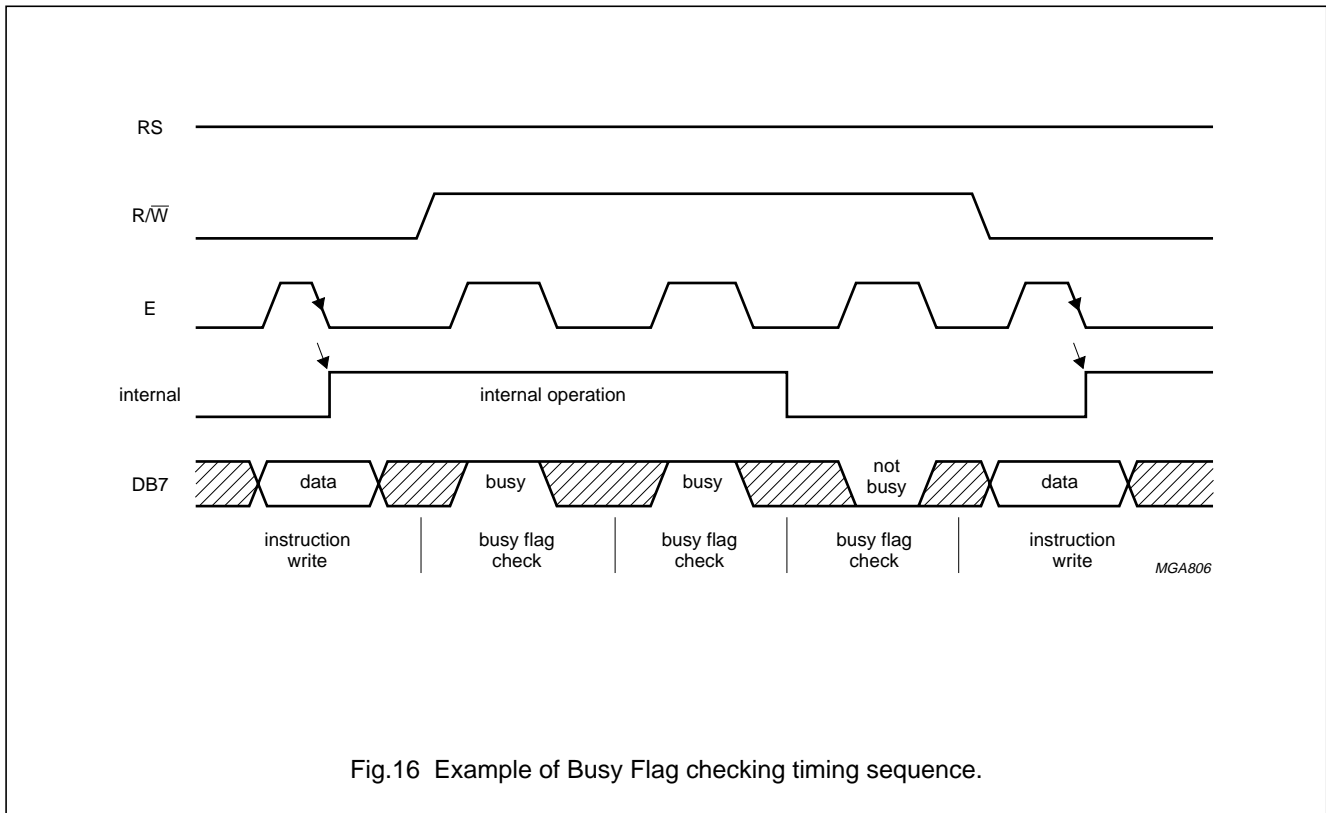 RS
R/W̅
E
internal
internal operation
DB7
data
busy
busy
not
busy
data
instruction
write
busy flag
check
busy flag
check
busy flag
check
instruction
write
MGA806
Fig.16 Example of Busy Flag checking timing sequence.